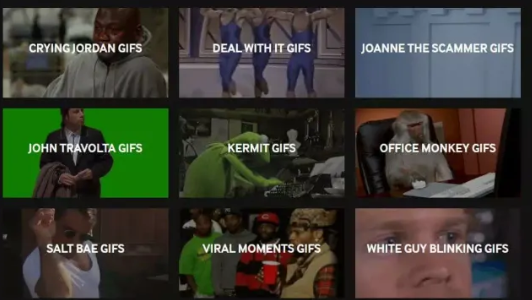 CRYING JORDAN GIFS
DEAL WITH IT GIFS
JOANNE THE SCAMMER GIFS
JOHN TRAVOLTA GIFS
KERMIT GIFS
OFFICE MONKEY GIFS
SALT BAE GIFS
VIRAL MOMENTS GIFS
WHITE GUY BLINKING GIFS